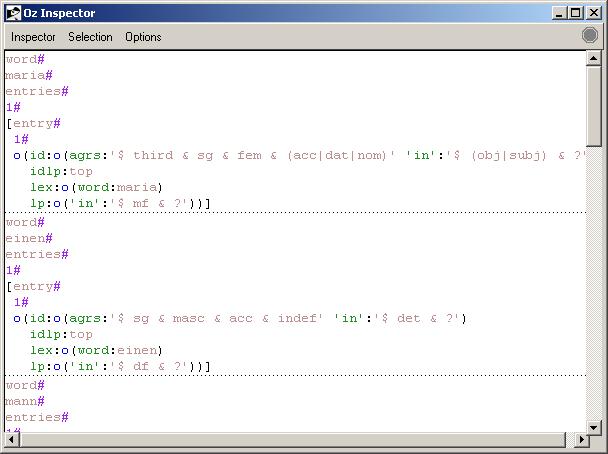 Oz Inspector
Inspector Selection Options
word#
maria#
entries#
1#
[entry#
1#
o(id:o(agrs:'$ third & sg & fem & (acc|dat|nom)' 'in':'$ (obj|subj) & ?'
idlp:top
lex:o(word:maria)
lp:o('in':'$ mf & ?'))]
word#
einen#
entries#
1#
[entry#
1#
o(id:o(agrs:'$ sg & masc & acc & indef' 'in':'$ det & ?')
idlp:top
lex:o(word:einen)
lp:o('in':'$ df & ?'))]
word#
mann#
entries#
1#